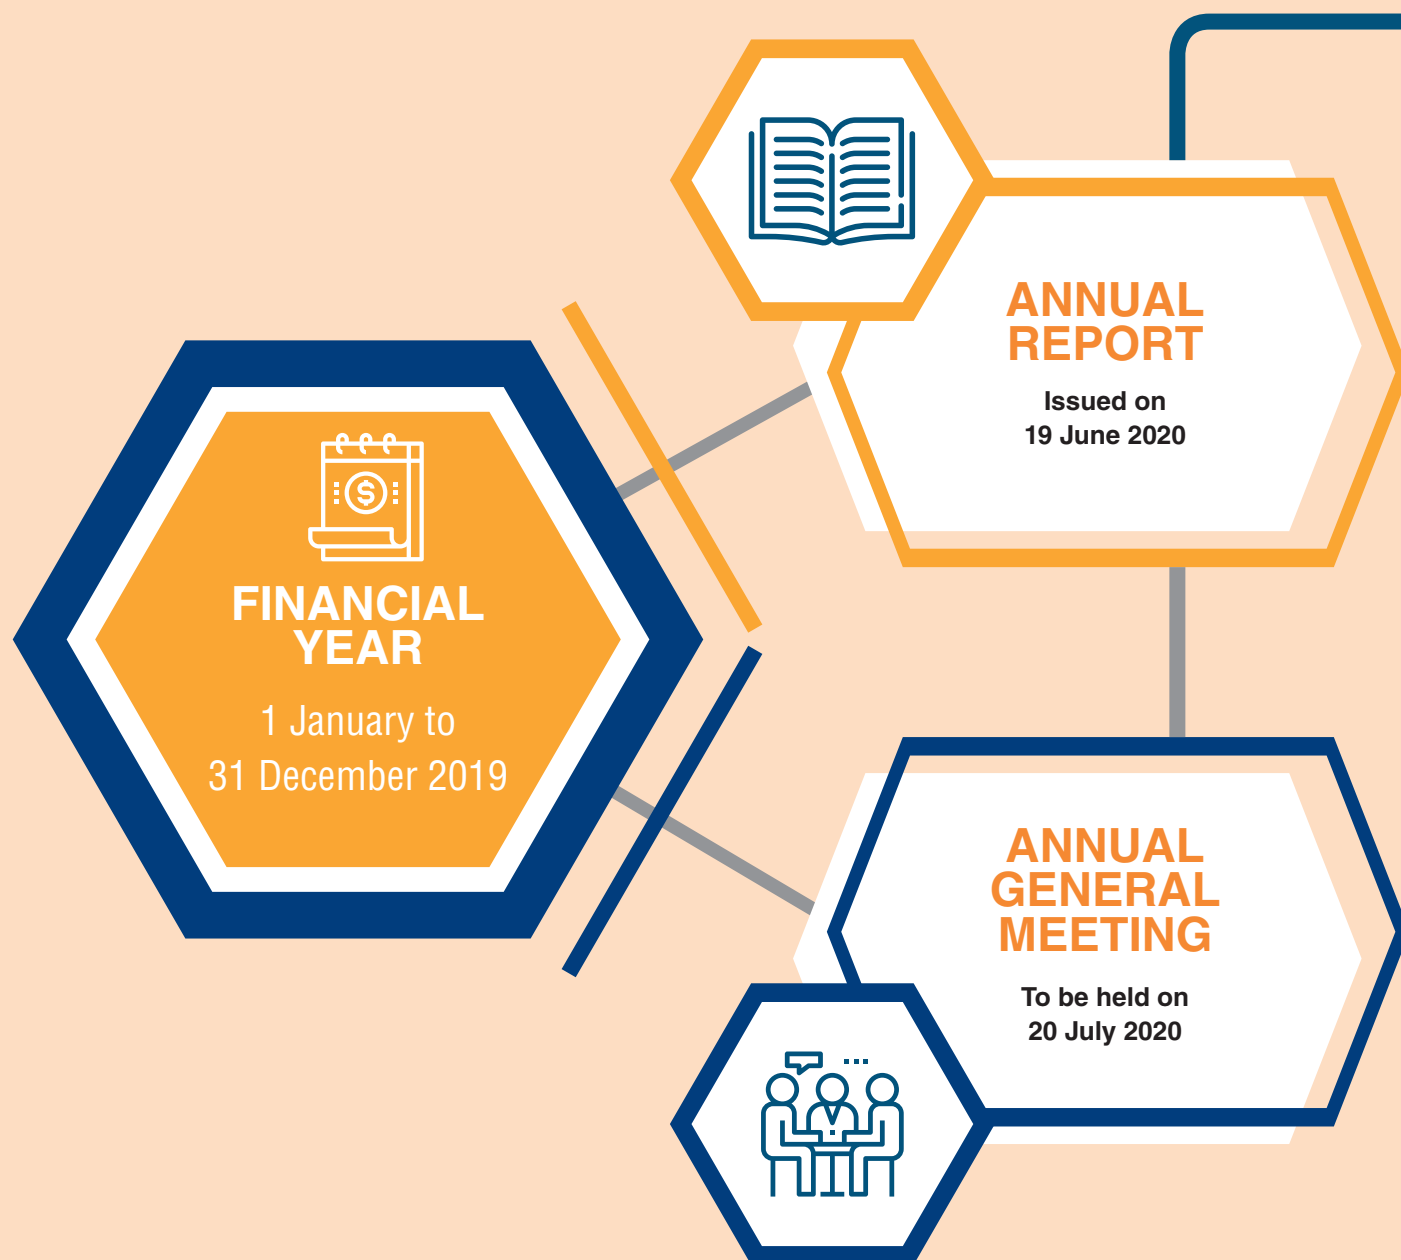 ANNUAL
REPORT
Issued on
19 June 2020
FINANCIAL
YEAR
1 January to
31 December 2019
ANNUAL
GENERAL
MEETING
To be held on
20 July 2020